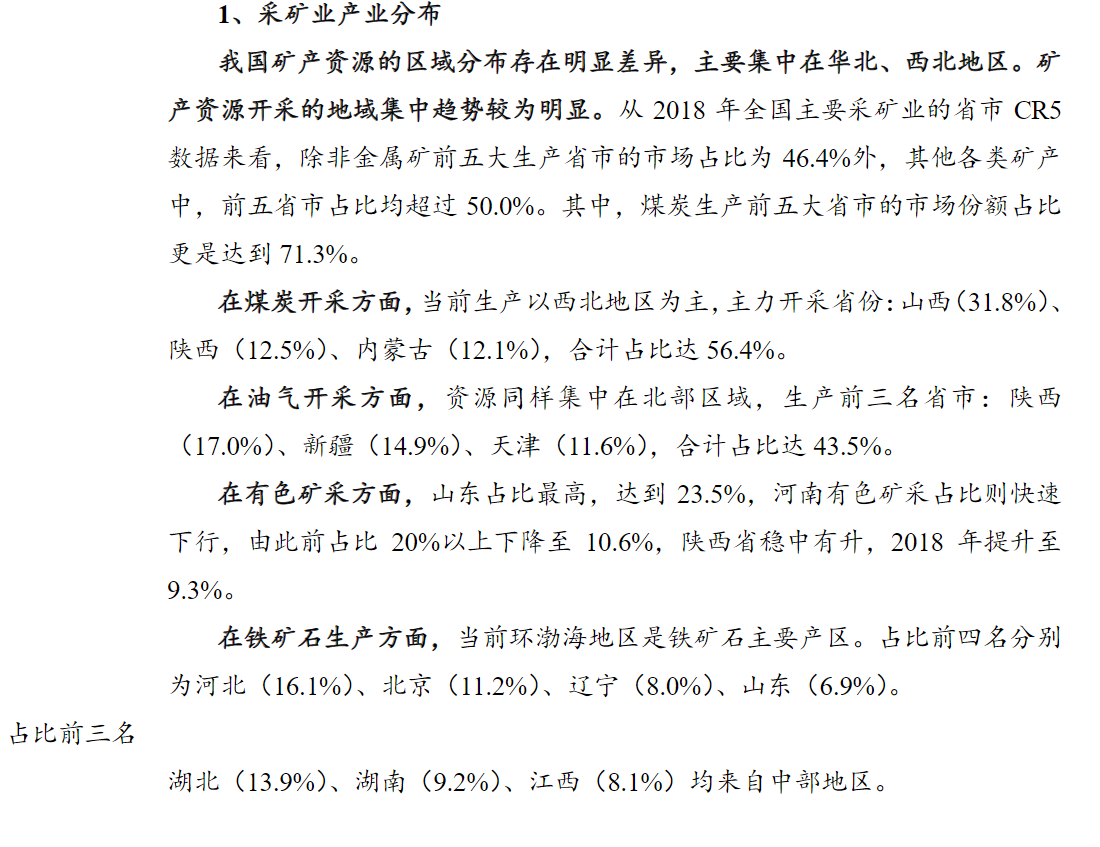 1、采矿业产业分布
我国矿产资源的区域分布存在明显差异，主要集中在华北、西北地区。矿
产资源开采的地域集中趋势较为明显。从 2018 年全国主要采矿业的省市 CR5
数据来看，除非金属矿前五大生产省市的市场占比为 46.4%外，其他各类矿产
中，前五省市占比均超过 50.0%。其中，煤炭生产前五大省市的市场份额占比
更是达到 71.3%。
在煤炭开采方面，当前生产以西北地区为主，主力开采省份：山西（31.8%）、
陕西（12.5%）、内蒙古（12.1%），合计占比达 56.4%。
在油气开采方面，资源同样集中在北部区域，生产前三名省市：陕西
（17.0%）、新疆（14.9%）、天津（11.6%），合计占比达 43.5%。
在有色矿采方面，山东占比最高，达到 23.5%，河南有色矿采占比则快速
下行，由此前占比 20%以上下降至 10.6%，陕西省稳中有升，2018 年提升至
9.3%。
在铁矿石生产方面，当前环渤海地区是铁矿石主要产区。占比前四名分别
为河北（16.1%）、北京（11.2%）、辽宁（8.0%）、山东（6.9%）。
占比前三名
湖北（13.9%）、湖南（9.2%）、江西（8.1%）均来自中部地区。